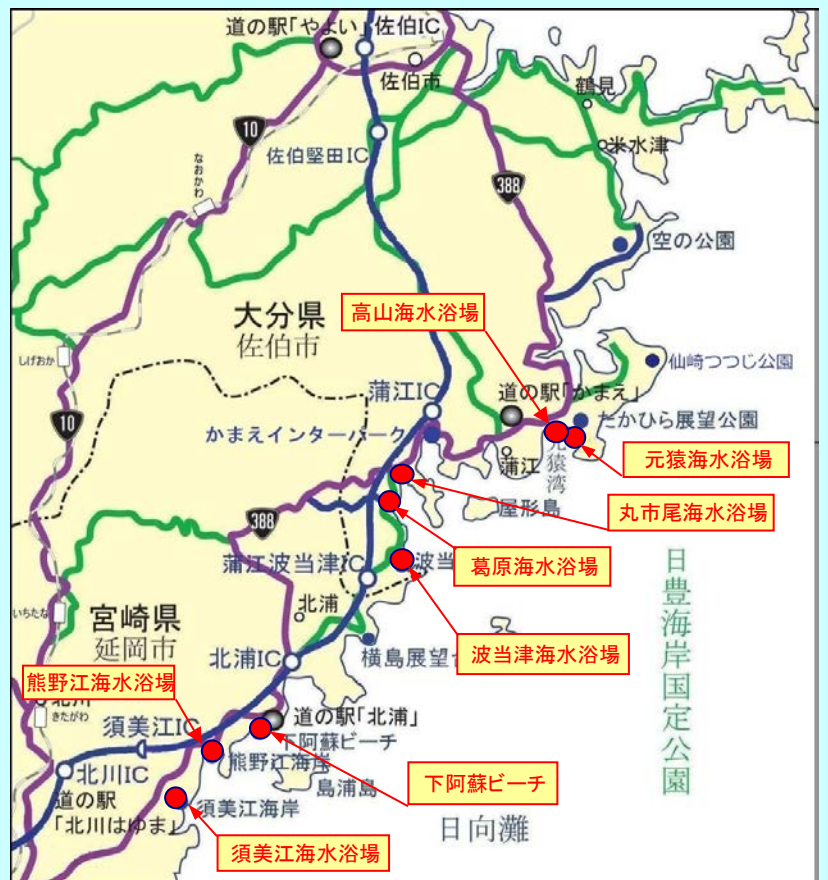 道の駅「やよい」
佐伯IC
佐伯市
鶴見
10
佐伯堅田IC
米水津
なおかわ
388
空の公園
高山海水浴場
大分県
佐伯市
しげおか
仙崎つつじ公園
蒲江IC
道の駅「かまえ」
たかひら展望公園
10
かまえインターパーク
蒲江
元猿湾
元猿海水浴場
屋形島
丸市尾海水浴場
388
葛原海水浴場
蒲江波当津IC
波当
日豊海岸国定公園
いちたな
宮崎県
延岡市
北浦
波当津海水浴場
北浦IC
横島展望台
熊野江海水浴場
北川
きたがわ
須美江IC
道の駅「北浦」
下阿蘇ビーチ
熊野江海岸
北川IC
島浦島
下阿蘇ビーチ
道の駅
「北川はゆま」
須美江海岸
日向灘
須美江海水浴場